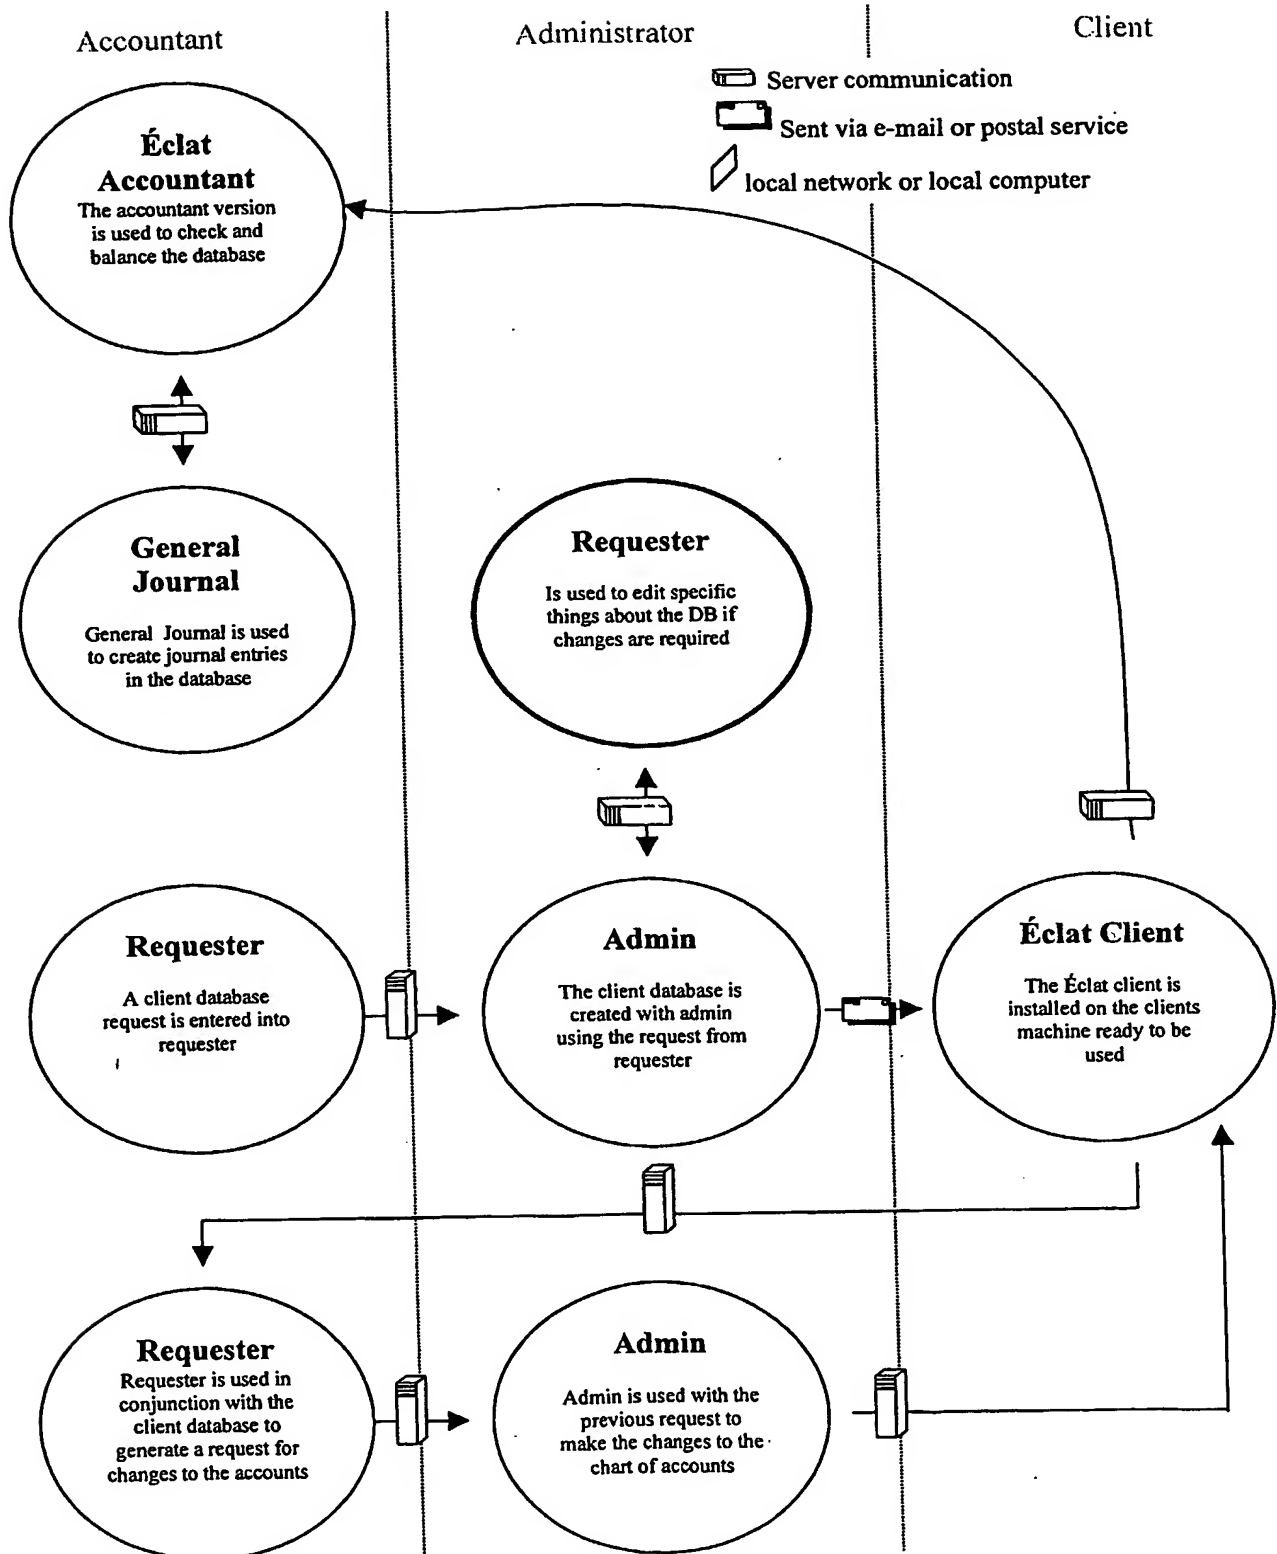 Accountant
Administrator
Client
Server communication
Sent via e-mail or postal service
local network or local computer
Éclat
Accountant
The accountant version
is used to check and
balance the database
General
Journal
General Journal is used
to create journal entries
in the database
Requester
Is used to edit specific
things about the DB if
changes are required
Requester
A client database
request is entered into
requester
Admin
The client database is
created with admin
using the request from
requester
Éclat Client
The Éclat client is
installed on the clients
machine ready to be
used
Requester
Requester is used in
conjunction with the
client database to
generate a request for
changes to the accounts
Admin
Admin is used with the
previous request to
make the changes to the
chart of accounts